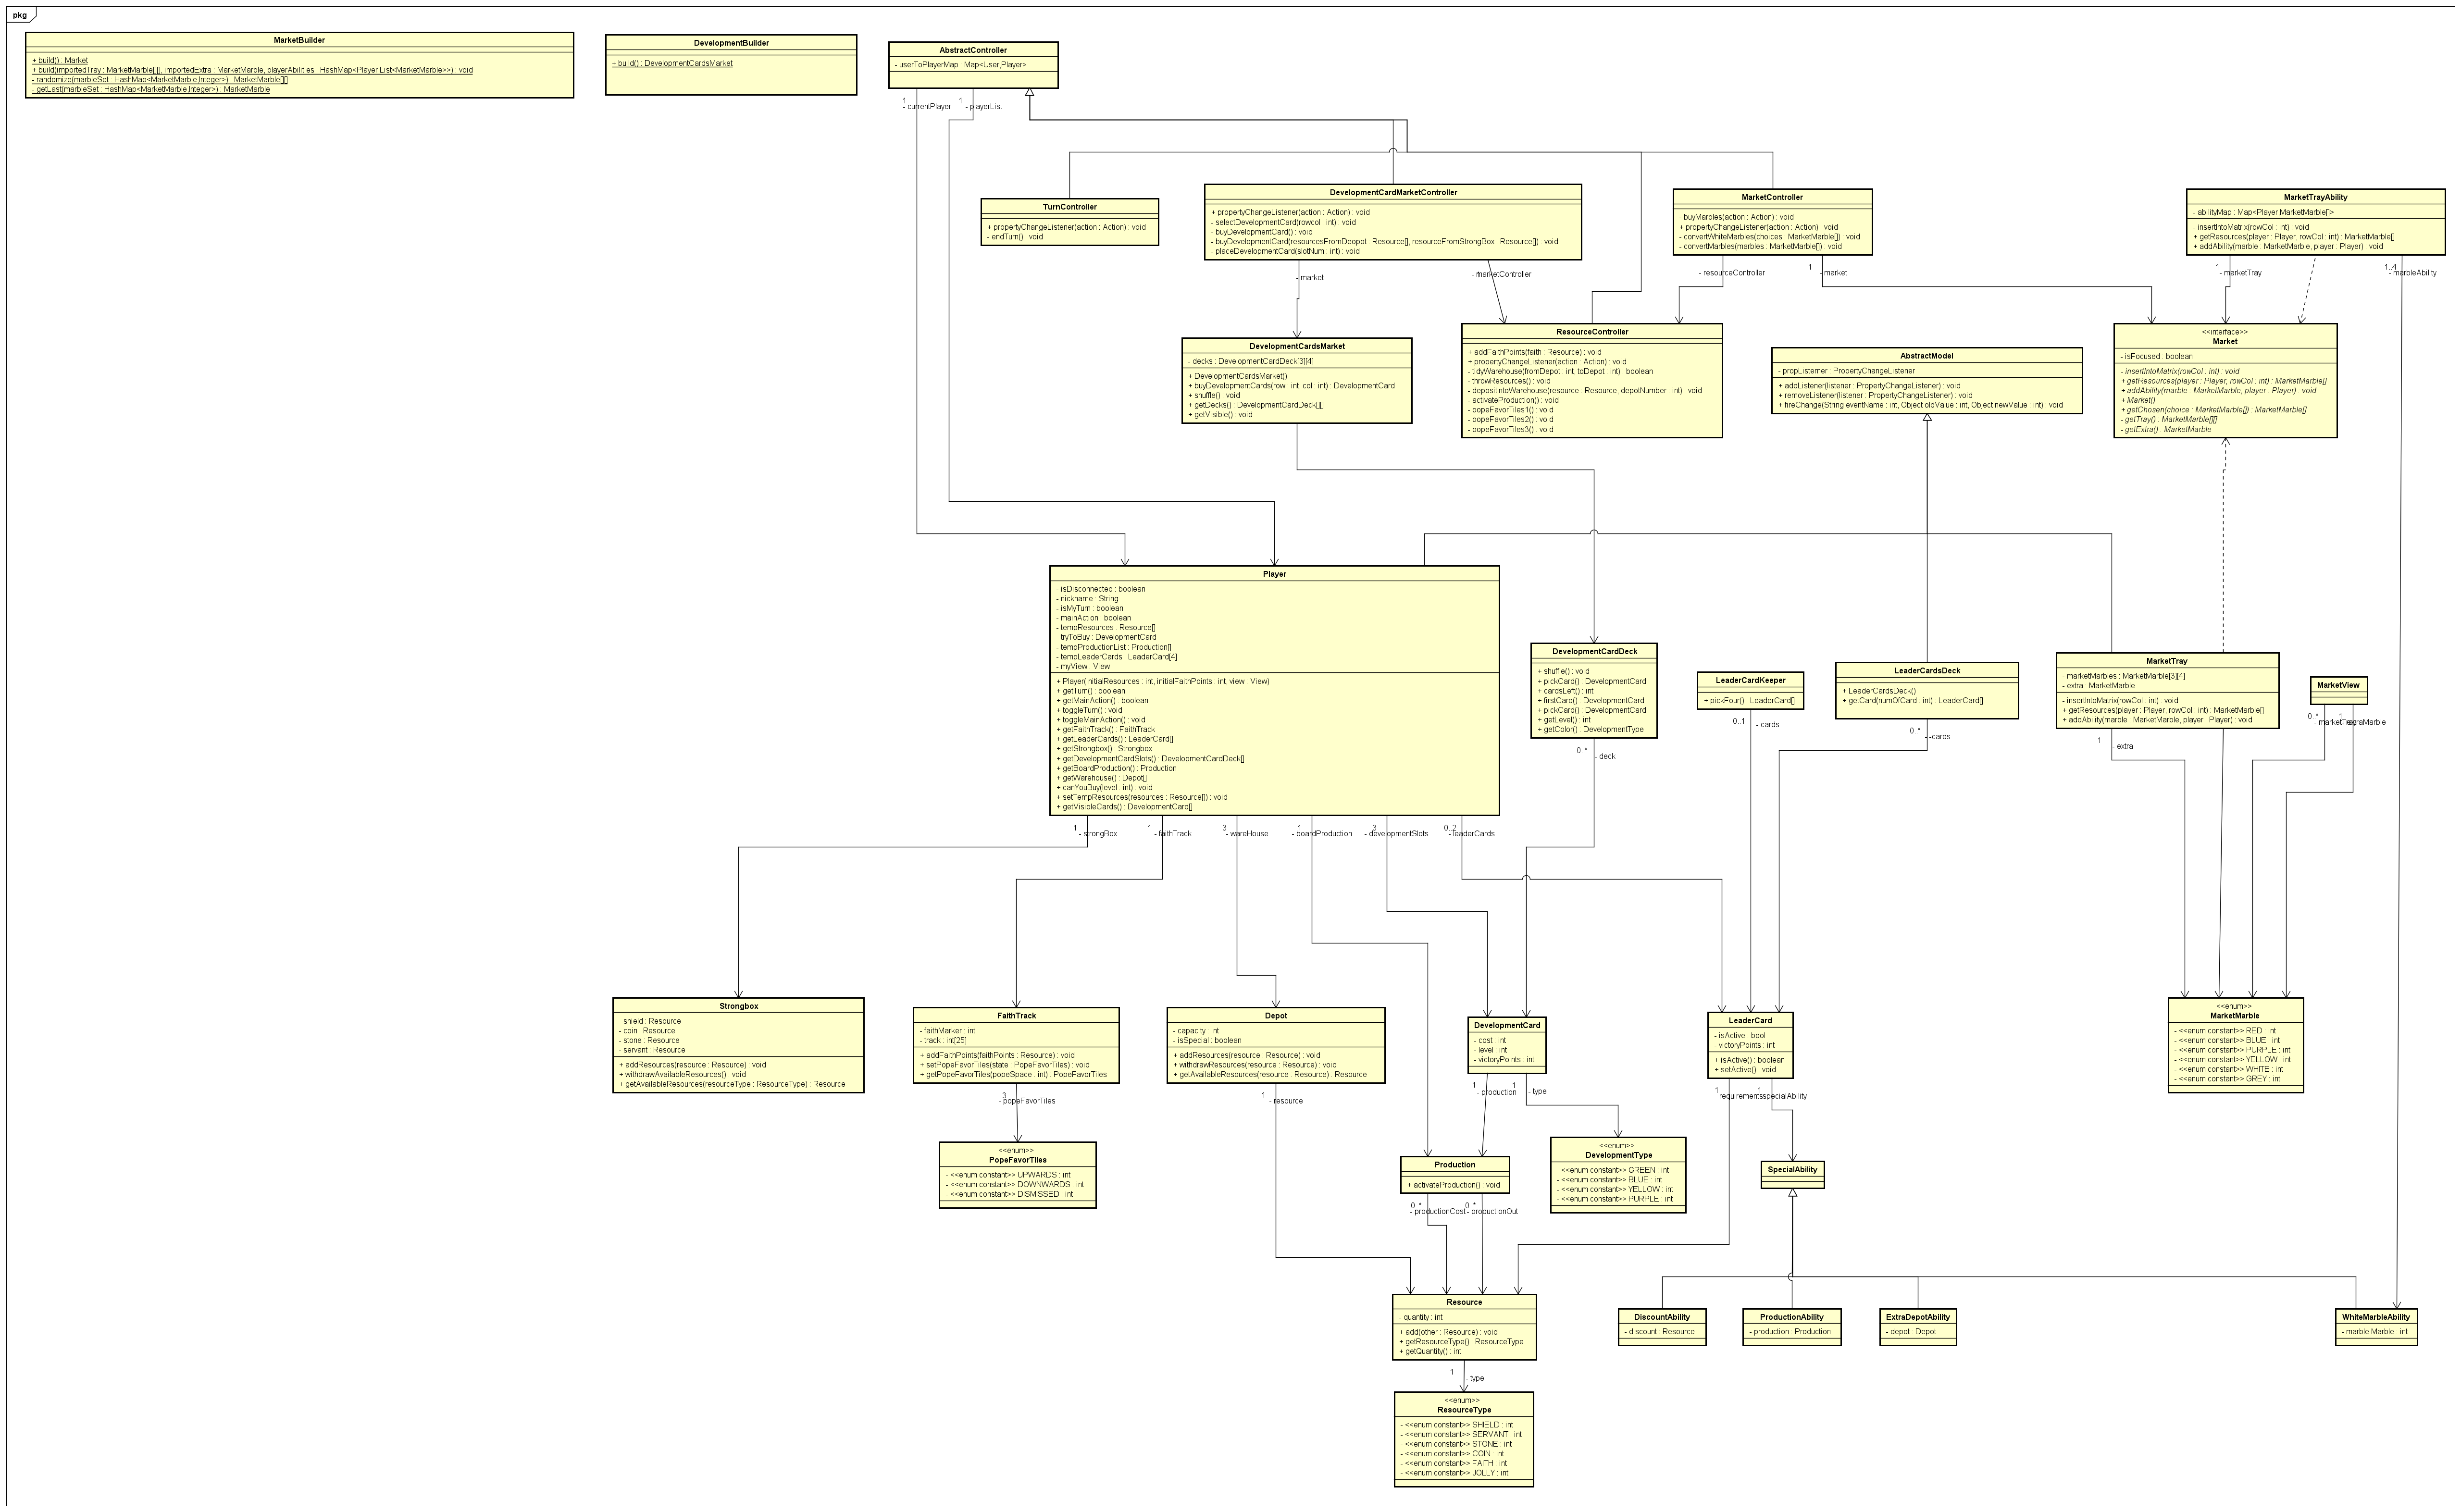 pkg
MarketBuilder
+ build() : Market
+ build(importedTray : MarketMarble[][], importedExtra : MarketMarble, playerAbilities : HashMap<Player,List<MarketMarble>>) : void
- randomize(marbleSet : HashMap<MarketMarble,Integer>) : MarketMarble[][]
- getLast(marbleSet : HashMap<MarketMarble,Integer>) : MarketMarble
DevelopmentBuilder
+ build() : DevelopmentCardsMarket
AbstractController
- userToPlayerMap : Map<User,Player>
1
- currentPlayer
1
- playerList
TurnController
+ propertyChangeListener(action : Action) : void
- endTurn() : void
DevelopmentCardMarketController
+ propertyChangeListener(action : Action) : void
- selectDevelopmentCard(rowcol : int) : void
- buyDevelopmentCard() : void
- buyDevelopmentCard(resourcesFromDeopot : Resource[], resourceFromStrongBox : Resource[]) : void
- placeDevelopmentCard(slotNum : int) : void
- market
- marketController
MarketController
- buyMarbles(action : Action) : void
+ propertyChangeListener(action : Action) : void
- convertWhiteMarbles(choices : MarketMarble[]) : void
- convertMarbles(marbles : MarketMarble[]) : void
- resourceController
1
- market
MarketTrayAbility
- abilityMap : Map<Player,MarketMarble[]>
- insertIntoMatrix(rowCol : int) : void
+ getResources(player : Player, rowCol : int) : MarketMarble[]
+ addAbility(marble : MarketMarble, player : Player) : void
1
- marketTray
1..4
- marbleAbility
DevelopmentCardsMarket
- decks : DevelopmentCardDeck[3][4]
+ DevelopmentCardsMarket()
+ buyDevelopmentCards(row : int, col : int) : DevelopmentCard
+ shuffle() : void
+ getDecks() : DevelopmentCardDeck[][]
+ getVisible() : void
ResourceController
+ addFaithPoints(faith : Resource) : void
+ propertyChangeListener(action : Action) : void
- tidyWarehouse(fromDepot : int, toDepot : int) : boolean
- throwResources() : void
- depositIntoWarehouse(resource : Resource, depotNumber : int) : void
- activateProduction() : void
- popeFavorTiles1() : void
- popeFavorTiles2() : void
- popeFavorTiles3() : void
AbstractModel
- propListerner : PropertyChangeListener
+ addListener(listener : PropertyChangeListener) : void
+ removeListener(listener : PropertyChangeListener) : void
+ fireChange(String eventName : int, Object oldValue : int, Object newValue : int) : void
<<interface>>
Market
- isFocused : boolean
- insertIntoMatrix(rowCol : int) : void
+ getResources(player : Player, rowCol : int) : MarketMarble[]
+ addAbility(marble : MarketMarble, player : Player) : void
+ Market()
+ getChosen(choice : MarketMarble[]) : MarketMarble[]
- getTray() : MarketMarble[][]
- getExtra() : MarketMarble
Player
- isDisconnected : boolean
- nickname : String
- isMyTurn : boolean
- mainAction : boolean
- tempResources : Resource[]
- tryToBuy : DevelopmentCard
- tempProductionList : Production[]
- tempLeaderCards : LeaderCard[4]
- myView : View
+ Player(initialResources : int, initialFaithPoints : int, view : View)
+ getTurn() : boolean
+ getMainAction() : boolean
+ toggleTurn() : void
+ toggleMainAction() : void
+ getFaithTrack() : FaithTrack
+ getLeaderCards() : LeaderCard[]
+ getStrongbox() : Strongbox
+ getDevelopmentCardSlots() : DevelopmentCardDeck[]
+ getBoardProduction() : Production
+ getWarehouse() : Depot[]
+ canYouBuy(level : int) : void
+ setTempResources(resources : Resource[]) : void
+ getVisibleCards() : DevelopmentCard[]
1
- strongBox
1
- faithTrack
3
- wareHouse
1
- boardProduction
3
- developmentSlots
0..2
- leaderCards
DevelopmentCardDeck
+ shuffle() : void
+ pickCard() : DevelopmentCard
+ cardsLeft() : int
+ firstCard() : DevelopmentCard
+ pickCard() : DevelopmentCard
+ getLevel() : int
+ getColor() : DevelopmentType
0..*
- deck
LeaderCardKeeper
+ pickFour() : LeaderCard[]
0..1
- cards
LeaderCardsDeck
+ LeaderCardsDeck()
+ getCard(numOfCard : int) : LeaderCard[]
0..*
- -cards
MarketTray
- marketMarbles : MarketMarble[3][4]
- extra : MarketMarble
- insertIntoMatrix(rowCol : int) : void
+ getResources(player : Player, rowCol : int) : MarketMarble[]
+ addAbility(marble : MarketMarble, player : Player) : void
1
- extra
MarketView
0..*
- marketTray
1
- extraMarble
Strongbox
- shield : Resource
- coin : Resource
- stone : Resource
- servant : Resource
+ addResources(resource : Resource) : void
+ withdrawAvailableResources() : void
+ getAvailableResources(resourceType : ResourceType) : Resource
FaithTrack
- faithMarker : int
- track : int[25]
+ addFaithPoints(faithPoints : Resource) : void
+ setPopeFavorTiles(state : PopeFavorTiles) : void
+ getPopeFavorTiles(popeSpace : int) : PopeFavorTiles
3
- popeFavorTiles
Depot
- capacity : int
- isSpecial : boolean
+ addResources(resource : Resource) : void
+ withdrawResources(resource : Resource) : void
+ getAvailableResources(resource : Resource) : Resource
1
- resource
DevelopmentCard
- cost : int
- level : int
- victoryPoints : int
1
- production
1
- type
LeaderCard
- isActive : bool
- victoryPoints : int
+ isActive() : boolean
+ setActive() : void
1
- requirements
1
- specialAbility
<<enum>>
MarketMarble
- <<enum constant>> RED : int
- <<enum constant>> BLUE : int
- <<enum constant>> PURPLE : int
- <<enum constant>> YELLOW : int
- <<enum constant>> WHITE : int
- <<enum constant>> GREY : int
<<enum>>
PopeFavorTiles
- <<enum constant>> UPWARDS : int
- <<enum constant>> DOWNWARDS : int
- <<enum constant>> DISMISSED : int
Production
+ activateProduction() : void
0..*
- productionCost
0..*
- productionOut
<<enum>>
DevelopmentType
- <<enum constant>> GREEN : int
- <<enum constant>> BLUE : int
- <<enum constant>> YELLOW : int
- <<enum constant>> PURPLE : int
SpecialAbility
Resource
- quantity : int
+ add(other : Resource) : void
+ getResourceType() : ResourceType
+ getQuantity() : int
1
- type
DiscountAbility
- discount : Resource
ProductionAbility
- production : Production
ExtraDepotAbility
- depot : Depot
WhiteMarbleAbility
- marble Marble : int
<<enum>>
ResourceType
- <<enum constant>> SHIELD : int
- <<enum constant>> SERVANT : int
- <<enum constant>> STONE : int
- <<enum constant>> COIN : int
- <<enum constant>> FAITH : int
- <<enum constant>> JOLLY : int